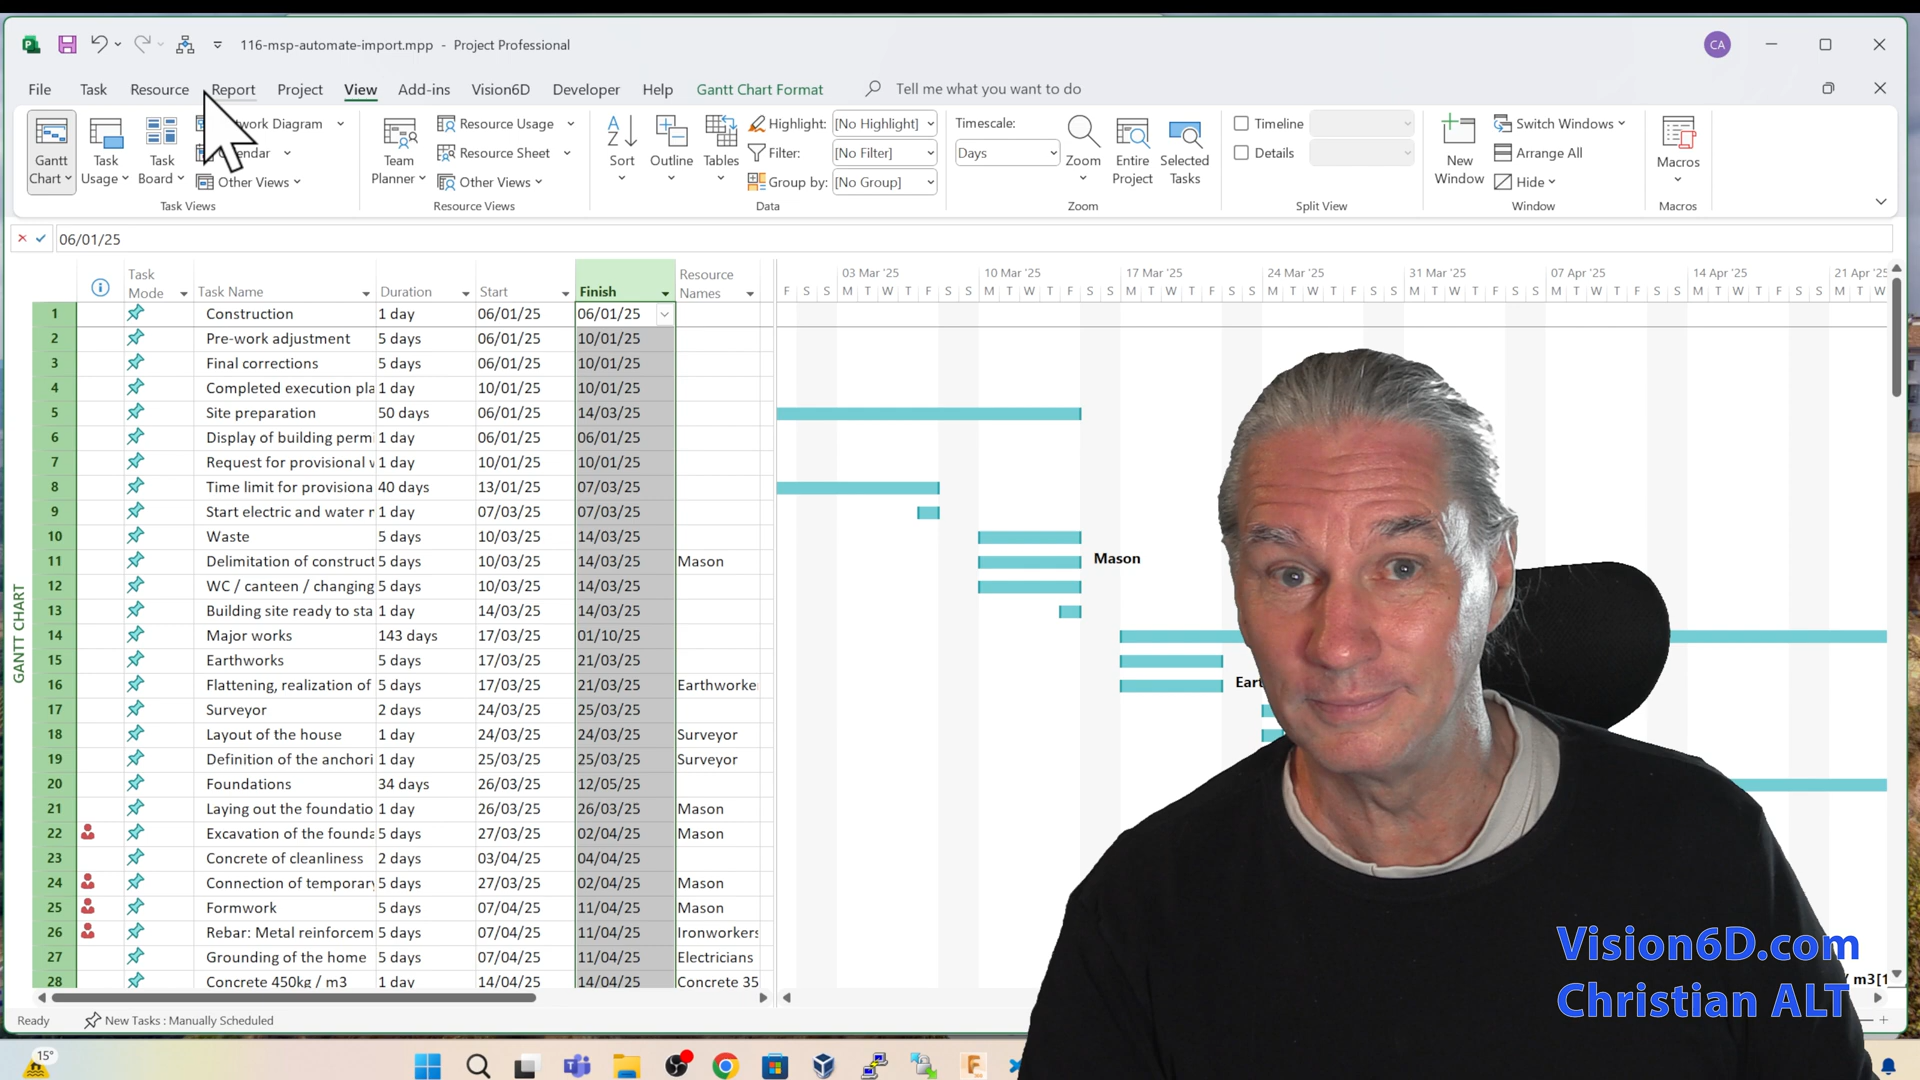 116-msp-automate-import.mpp - Project Professional
CA
File Task Resource Report Project View Add-ins Vision6D Developer Help Gantt Chart Format Tell me what you want to do
Gantt Chart
Task Usage
Task Board
Other Views
Task Views
Team Planner
Resource Usage
Resource Sheet
Other Views
Resource Views
Sort
Outline
Tables
Highlight: [No Highlight]
Filter: [No Filter]
Group by: [No Group]
Data
Timescale:
Days
Zoom
Entire Project
Selected Tasks
Zoom
Timeline
Details
Split View
New Window
Switch Windows
Arrange All
Hide
Window
Macros
Macros
06/01/25
Task Mode Task Name Duration Start Finish Resource Names
03 Mar '25 10 Mar '25 17 Mar '25 24 Mar '25 31 Mar '25 07 Apr '25 14 Apr '25 21 Apr '25
F S S M T W T F S S M T W T F S S M T W T F S S M T W T F S S M T W T F S S M T W T F S S M T W T F S S M T W
1 Construction 1 day 06/01/25 06/01/25
2 Pre-work adjustment 5 days 06/01/25 10/01/25
3 Final corrections 5 days 06/01/25 10/01/25
4 Completed execution pla 1 day 10/01/25 10/01/25
5 Site preparation 50 days 06/01/25 14/03/25
6 Display of building permi 1 day 06/01/25 06/01/25
7 Request for provisional 1 day 10/01/25 10/01/25
8 Time limit for provisiona 40 days 13/01/25 07/03/25
9 Start electric and water 1 day 07/03/25 07/03/25
10 Waste 5 days 10/03/25 14/03/25
11 Delimitation of construct 5 days 10/03/25 14/03/25 Mason
Mason
12 WC / canteen / changing 5 days 10/03/25 14/03/25
13 Building site ready to sta 1 day 14/03/25 14/03/25
14 Major works 143 days 17/03/25 01/10/25
15 Earthworks 5 days 17/03/25 21/03/25
16 Flattening, realization of 5 days 17/03/25 21/03/25 Earthworke
Eart
17 Surveyor 2 days 24/03/25 25/03/25
18 Layout of the house 1 day 24/03/25 24/03/25 Surveyor
19 Definition of the anchori 1 day 25/03/25 25/03/25 Surveyor
20 Foundations 34 days 26/03/25 12/05/25
21 Laying out the foundatio 1 day 26/03/25 26/03/25 Mason
22 Excavation of the founda 5 days 27/03/25 02/04/25 Mason
23 Concrete of cleanliness 2 days 03/04/25 04/04/25
24 Connection of temporar 5 days 27/03/25 02/04/25 Mason
25 Formwork 5 days 07/04/25 11/04/25 Mason
26 Rebar: Metal reinforcem 5 days 07/04/25 11/04/25 Ironworkers
27 Grounding of the home 5 days 07/04/25 11/04/25 Electricians
28 Concrete 450kg / m3 1 day 14/04/25 14/04/25 Concrete 35
GANTT CHART
/ m3[1
Vision6D.com
Christian ALT
Ready New Tasks : Manually Scheduled
15°